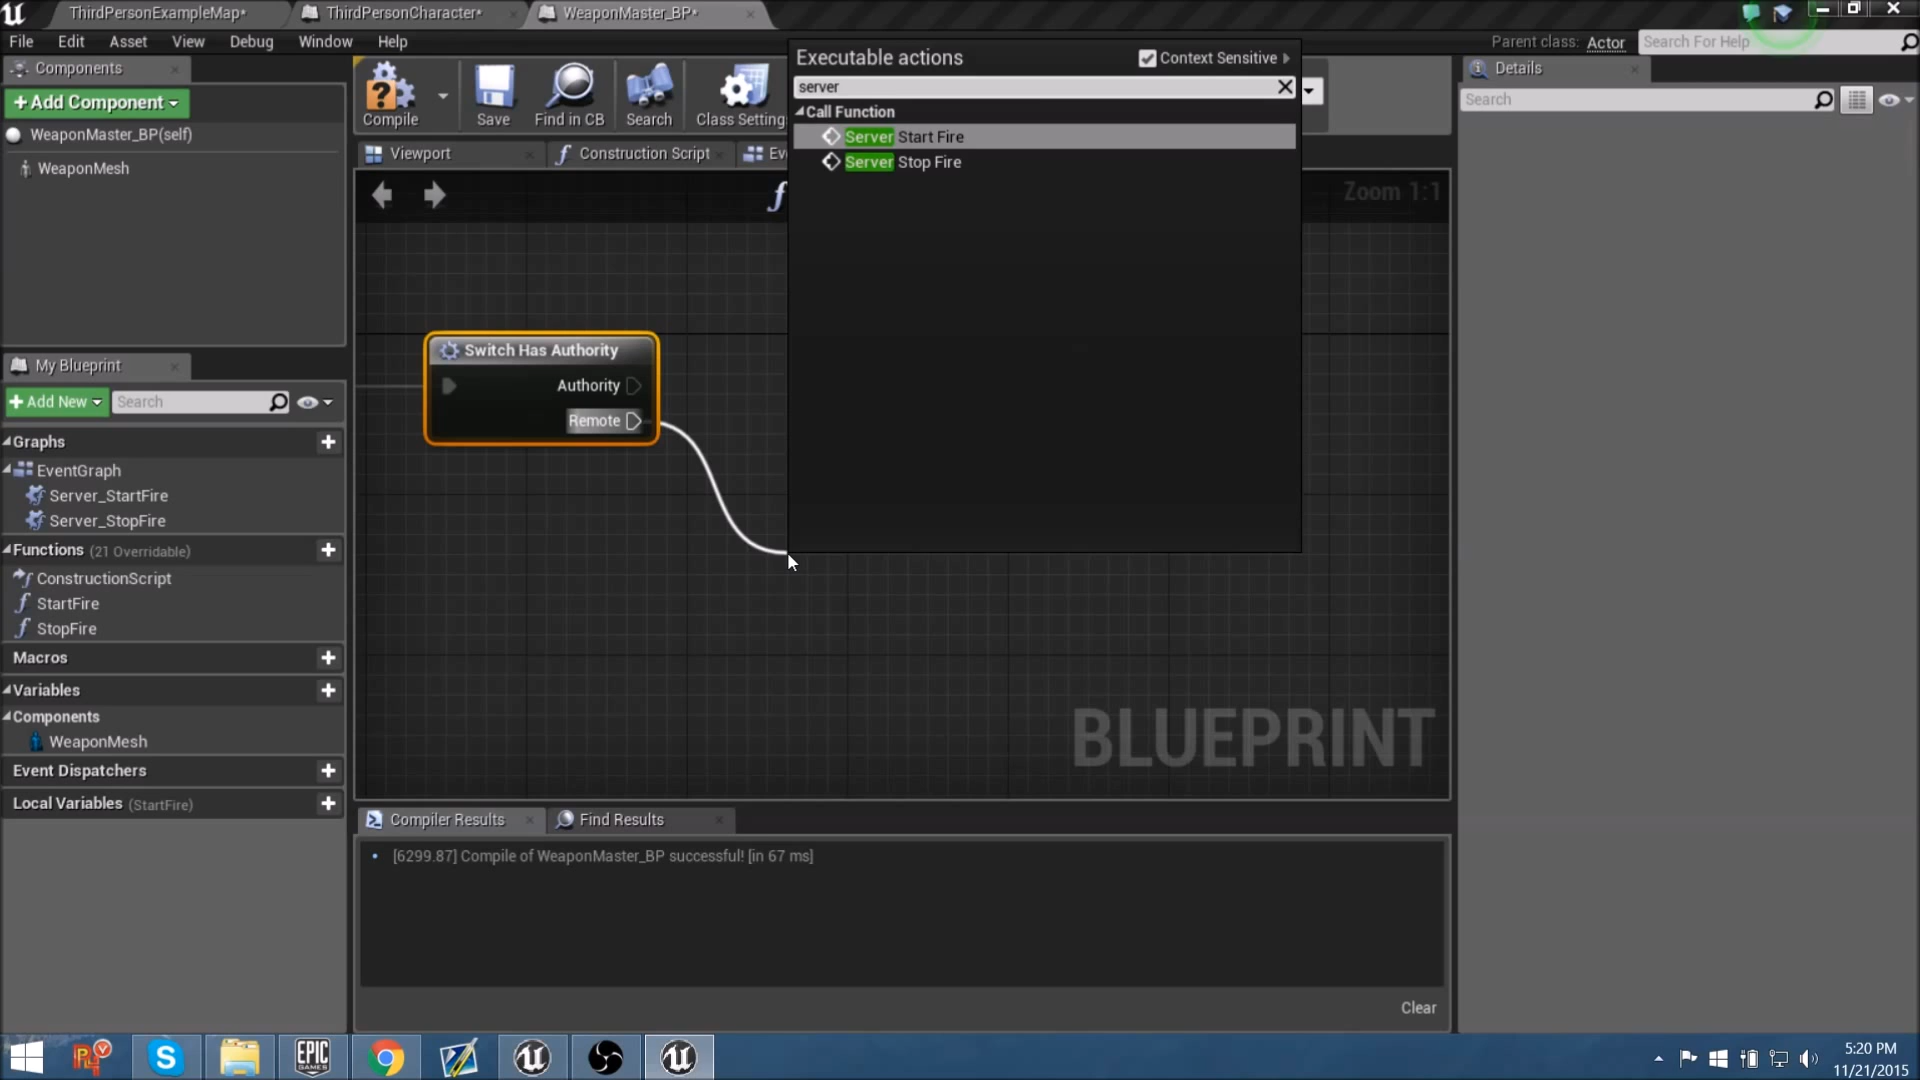 ThirdPersonExampleMap*
ThirdPersonCharacter*
WeaponMaster_BP*
File Edit Asset View Debug Window Help
Parent class: Actor
Search For Help
Components
Executable actions
Context Sensitive
Details
+Add Component
server
Search
Compile
Save
Find in CB
Search
Class Setting
Call Function
WeaponMaster_BP(self)
Server Start Fire
Server Stop Fire
WeaponMesh
Viewport
Construction Script
Ev
Zoom 1:1
Switch Has Authority
Authority
Remote
My Blueprint
+Add New
Search
Graphs
EventGraph
Server_StartFire
Server_StopFire
Functions (21 Overridable)
ConstructionScript
StartFire
StopFire
Macros
Variables
Components
WeaponMesh
Event Dispatchers
Local Variables (StartFire)
BLUEPRINT
Compiler Results
Find Results
[6299.87] Compile of WeaponMaster_BP successful! [in 67 ms]
Clear
EPIC
GAMES
5:20 PM
11/21/2015